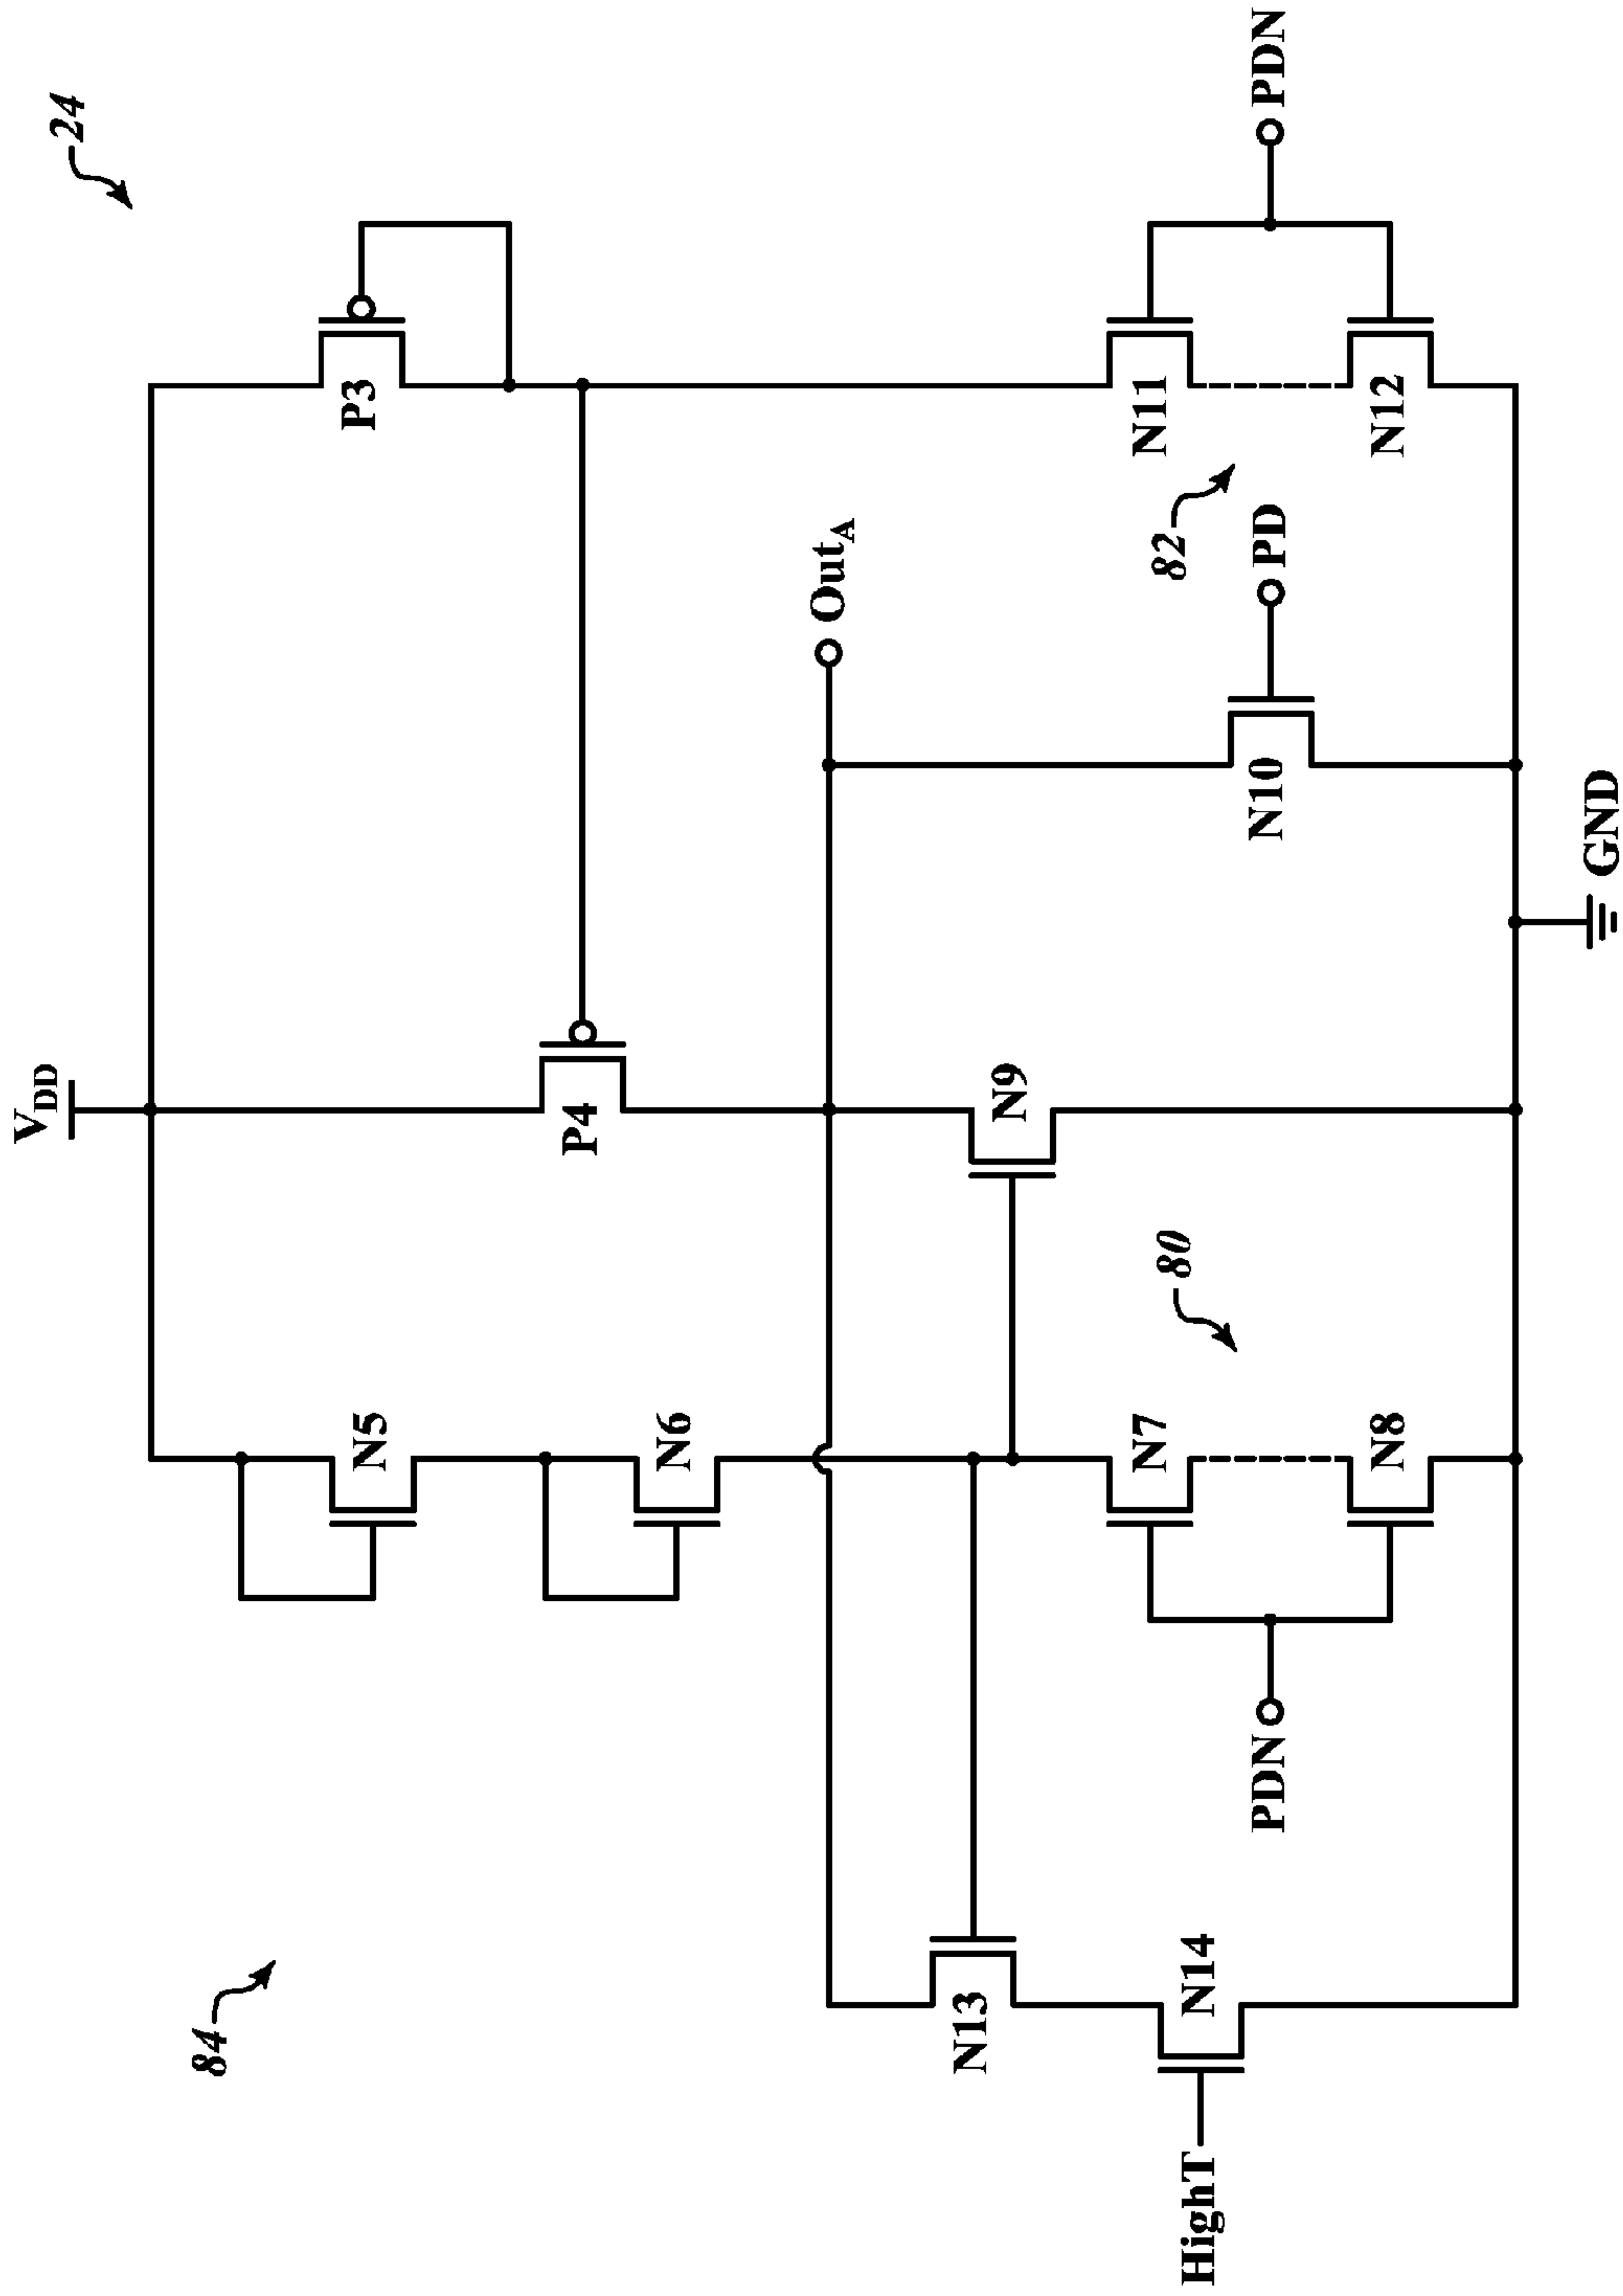 24
84
V_DD
P3
P4
N5
N6
Out_A
N9
N13
N14
HighT
N7
N8
80
PDN
N10
PD
82
N11
N12
PDN
GND